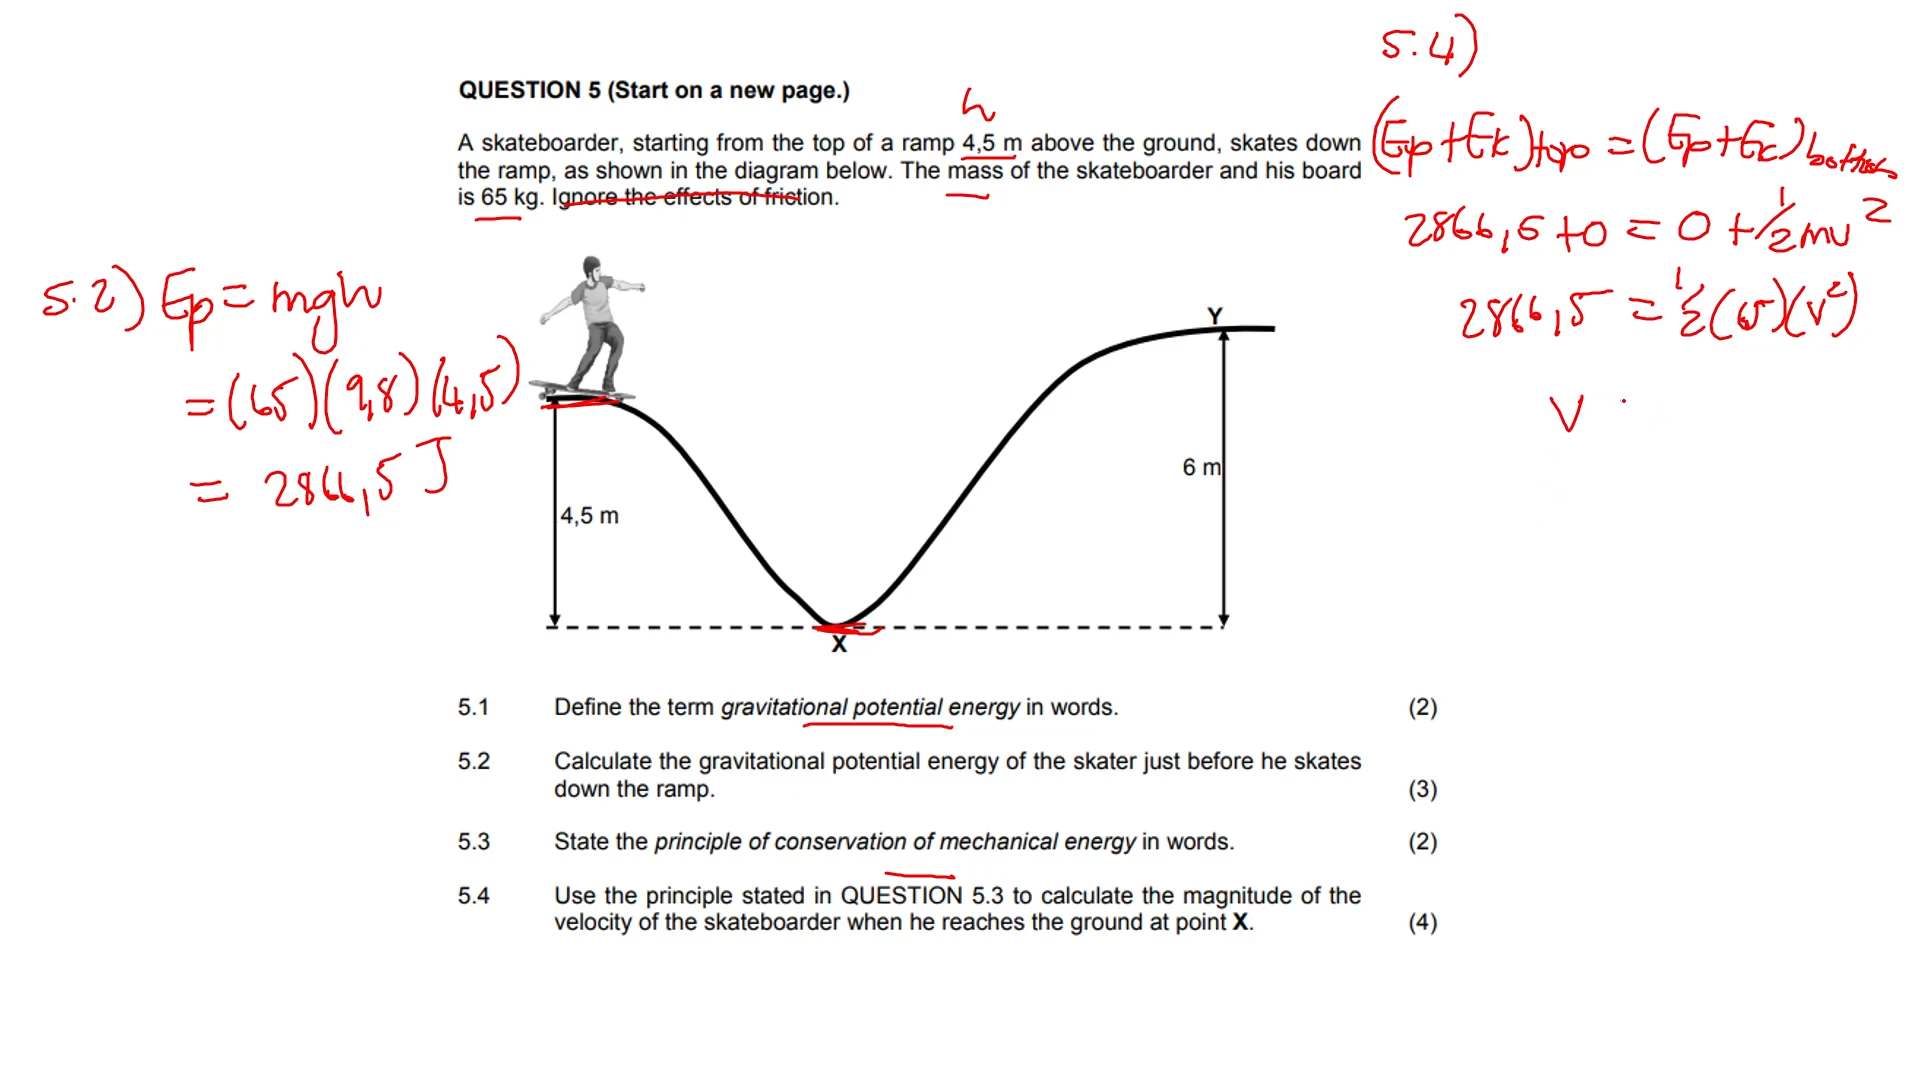 5.4)
QUESTION 5 (Start on a new page.)
h
A skateboarder, starting from the top of a ramp 4,5 m above the ground, skates down
the ramp, as shown in the diagram below. The mass of the skateboarder and his board
is 65 kg. Ignore the effects of friction.
(Ep+Ek)top = (Ep+Ek)bottom
2866,5 + 0 = 0 + 1/2 mv²
2866,5 = 1/2 (65)(v²)
v
5.2) Ep = mgh
= (65)(9,8)(4,5)
= 2866,5 J
Y
6 m
4,5 m
X
5.1 Define the term gravitational potential energy in words. (2)
5.2 Calculate the gravitational potential energy of the skater just before he skates
down the ramp. (3)
5.3 State the principle of conservation of mechanical energy in words. (2)
5.4 Use the principle stated in QUESTION 5.3 to calculate the magnitude of the
velocity of the skateboarder when he reaches the ground at point X. (4)